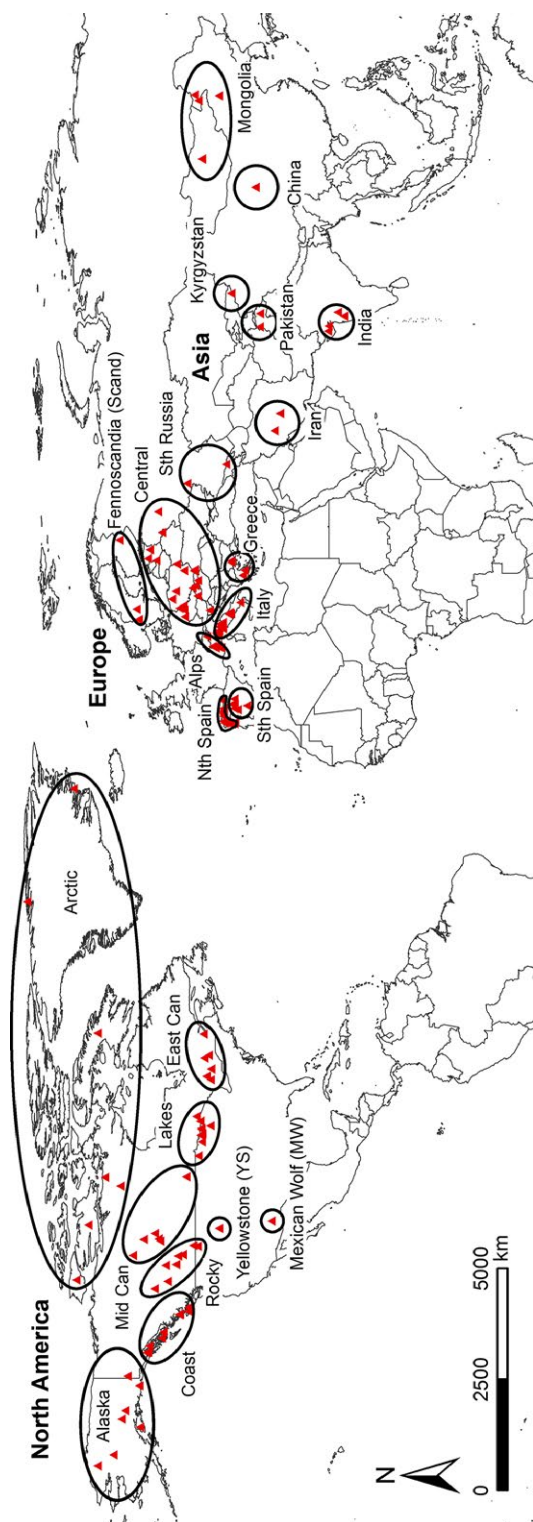 North America
Europe
Asia
Alaska
Coast
Rocky
Mid Can
Yellowstone (YS)
Mexican Wolf (MW)
Lakes
East Can
Arctic
Nth Spain
Sth Spain
Alps
Italy
Greece
Fennoscandia (Scand)
Central
Sth Russia
Iran
Kyrgyzstan
Pakistan
India
China
Mongolia
N
0
2500
5000
km